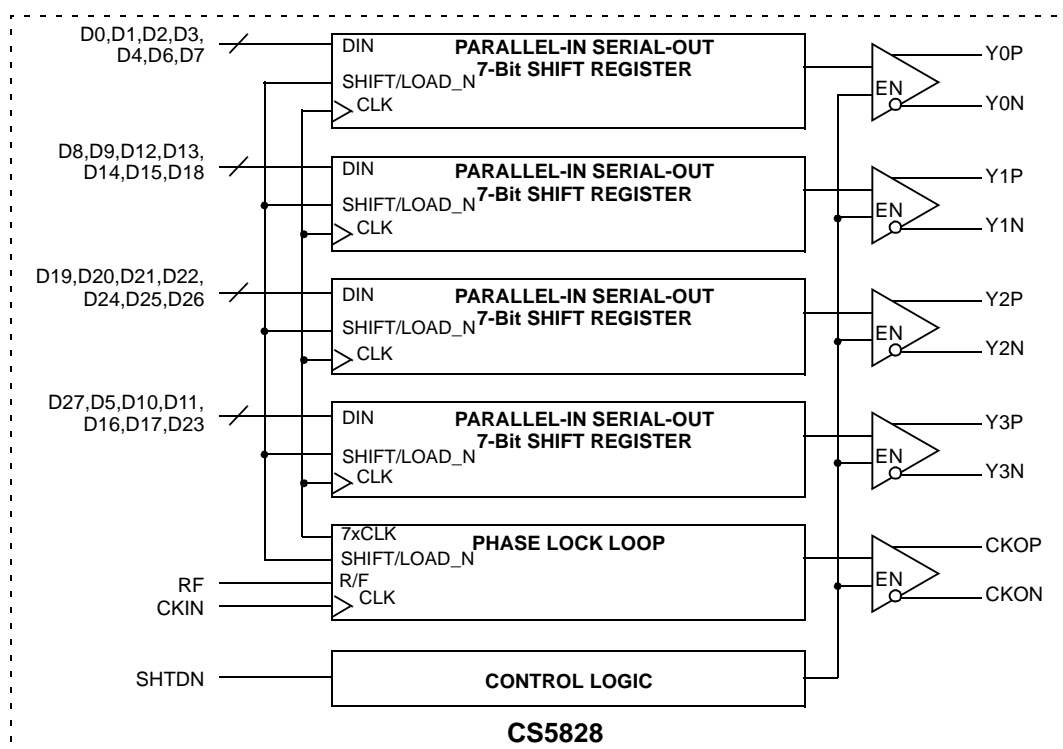 D0,D1,D2,D3,
D4,D6,D7
DIN
PARALLEL-IN SERIAL-OUT
7-Bit SHIFT REGISTER
SHIFT/LOAD_N
CLK
EN
Y0P
Y0N
D8,D9,D12,D13,
D14,D15,D18
DIN
PARALLEL-IN SERIAL-OUT
7-Bit SHIFT REGISTER
SHIFT/LOAD_N
CLK
EN
Y1P
Y1N
D19,D20,D21,D22,
D24,D25,D26
DIN
PARALLEL-IN SERIAL-OUT
7-Bit SHIFT REGISTER
SHIFT/LOAD_N
CLK
EN
Y2P
Y2N
D27,D5,D10,D11,
D16,D17,D23
DIN
PARALLEL-IN SERIAL-OUT
7-Bit SHIFT REGISTER
SHIFT/LOAD_N
CLK
EN
Y3P
Y3N
7xCLK
PHASE LOCK LOOP
SHIFT/LOAD_N
RF
R/F
CKIN
CLK
EN
CKOP
CKON
SHTDN
CONTROL LOGIC
CS5828